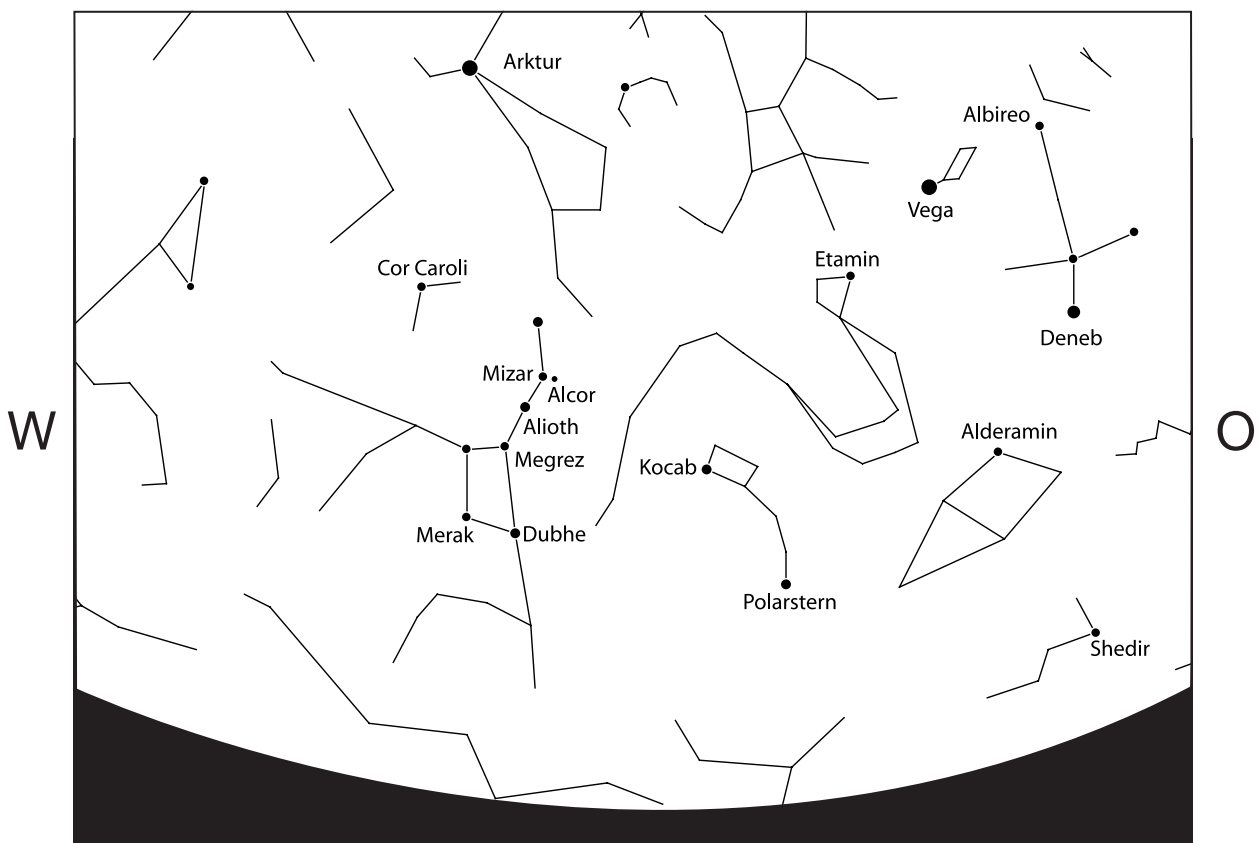 Arktur
Albireo
Vega
Etamin
Cor Caroli
Deneb
Mizar
Alcor
Alioth
W
O
Alderamin
Megrez
Kocab
Merak
Dubhe
Polarstern
Shedir